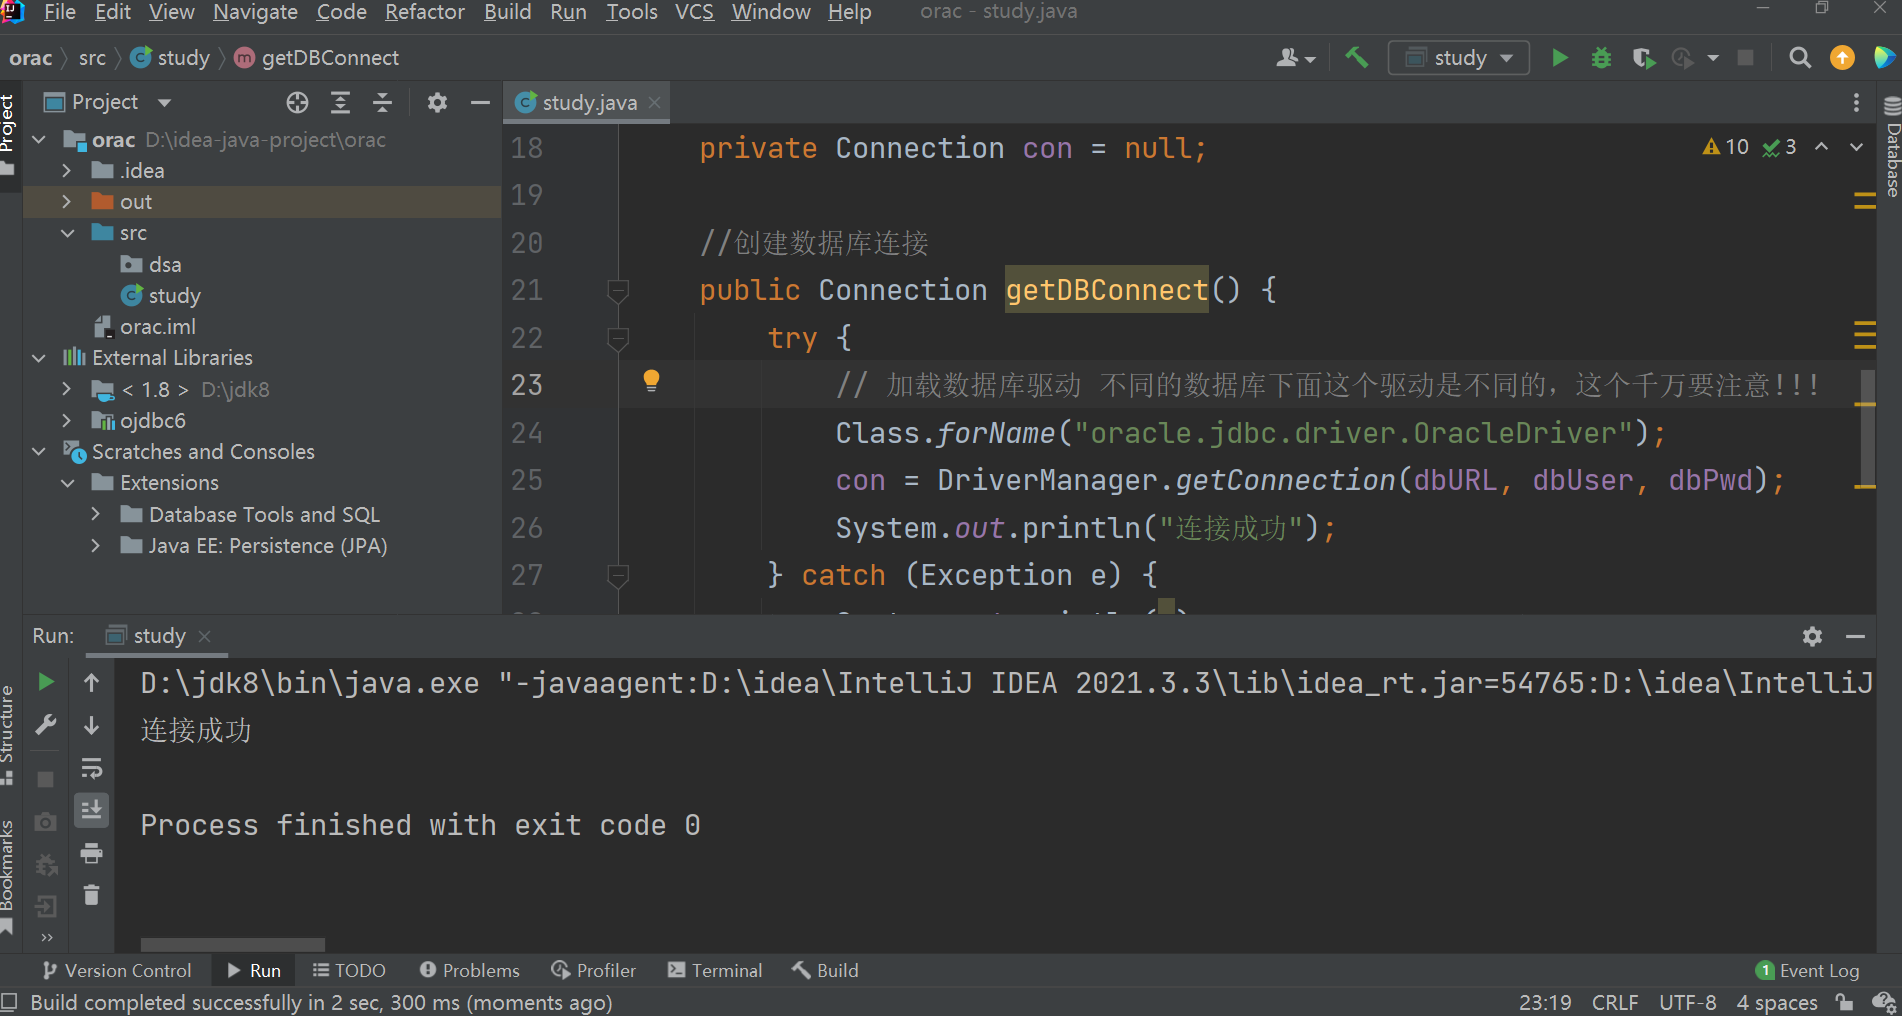 File Edit View Navigate Code Refactor Build Run Tools VCS Window Help orac - study.java
orac src study m getDBConnect study
Project
Project
orac D:\idea-java-project\orac
.idea
out
src
dsa
study
orac.iml
External Libraries
< 1.8 > D:\jdk8
ojdbc6
Scratches and Consoles
Extensions
Database Tools and SQL
Java EE: Persistence (JPA)
study.java
10 3
Database
18 private Connection con = null;
19
20 //创建数据库连接
21 public Connection getDBConnect() {
22 try {
23 // 加载数据库驱动 不同的数据库下面这个驱动是不同的，这个千万要注意!!!
24 Class.forName("oracle.jdbc.driver.OracleDriver");
25 con = DriverManager.getConnection(dbURL, dbUser, dbPwd);
26 System.out.println("连接成功");
27 } catch (Exception e) {
Run: study
D:\jdk8\bin\java.exe "-javaagent:D:\idea\IntelliJ IDEA 2021.3.3\lib\idea_rt.jar=54765:D:\idea\IntelliJ
连接成功
Process finished with exit code 0
Structure
Bookmarks
Version Control Run TODO Problems Profiler Terminal Build 1 Event Log
Build completed successfully in 2 sec, 300 ms (moments ago) 23:19 CRLF UTF-8 4 spaces